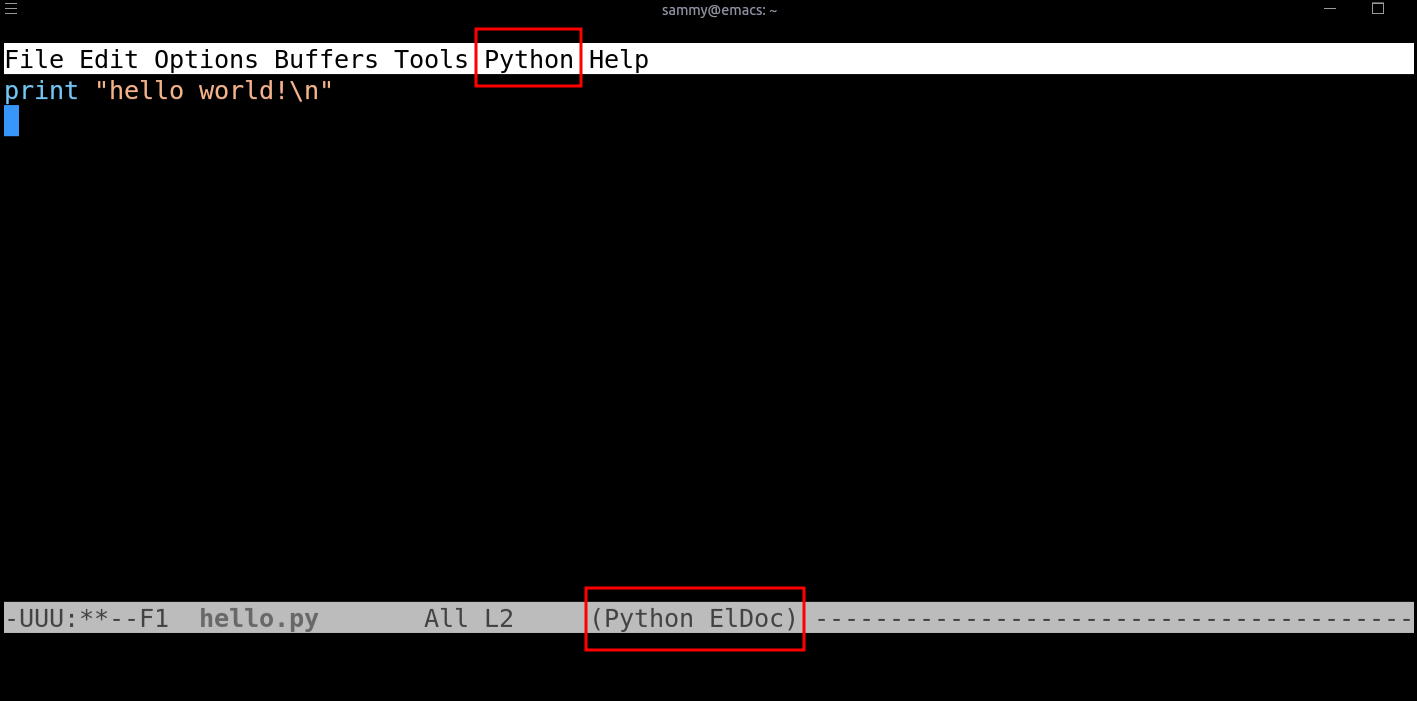 sammy@emacs: ~
File Edit Options Buffers Tools Python Help
print "hello world!\n"
-UUU:**--F1  hello.py       All L2     (Python ElDoc) ----------------------------------------